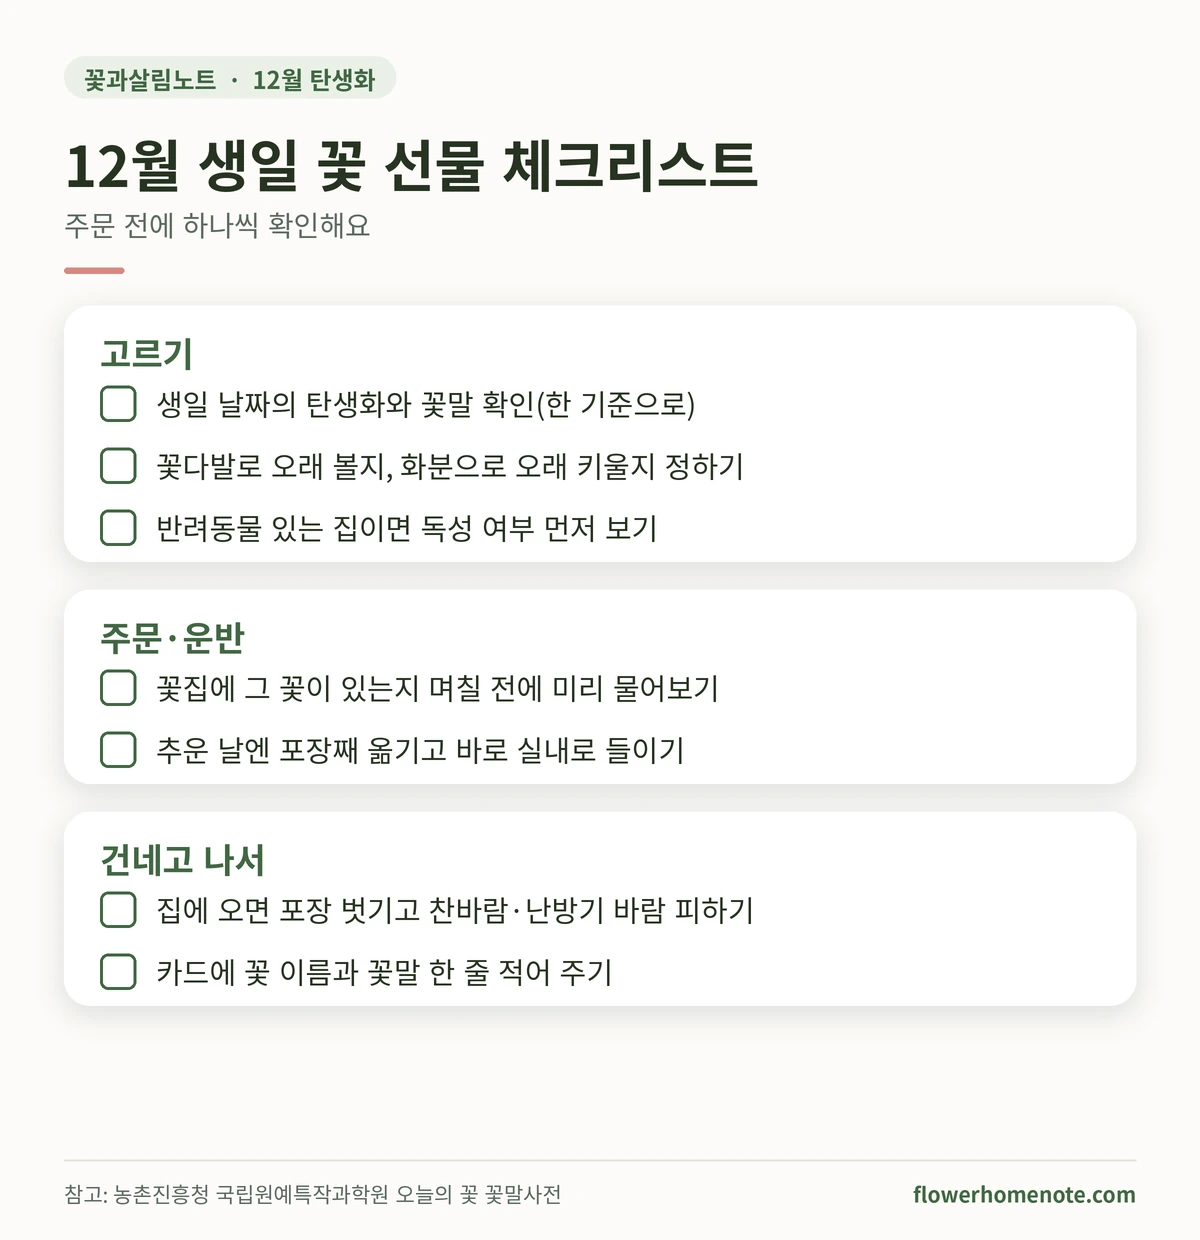 꽃과살림노트 · 12월 탄생화
12월 생일 꽃 선물 체크리스트
주문 전에 하나씩 확인해요
고르기
생일 날짜의 탄생화와 꽃말 확인(한 기준으로)
꽃다발로 오래 볼지, 화분으로 오래 키울지 정하기
반려동물 있는 집이면 독성 여부 먼저 보기
주문·운반
꽃집에 그 꽃이 있는지 며칠 전에 미리 물어보기
추운 날엔 포장째 옮기고 바로 실내로 들이기
건네고 나서
집에 오면 포장 벗기고 찬바람·난방기 바람 피하기
카드에 꽃 이름과 꽃말 한 줄 적어 주기
참고: 농촌진흥청 국립원예특작과학원 오늘의 꽃 꽃말사전
flowerhomenote.com